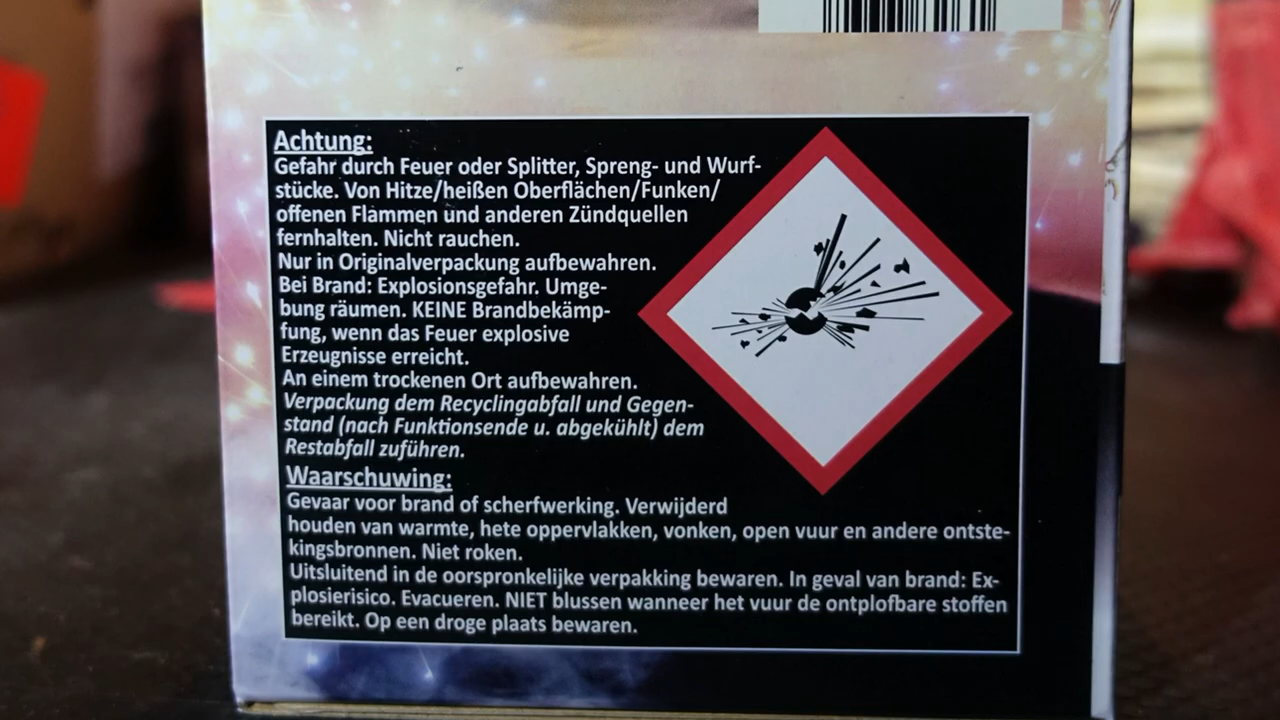 Achtung:
Gefahr durch Feuer oder Splitter, Spreng- und Wurf-
stücke. Von Hitze/heißen Oberflächen/Funken/
offenen Flammen und anderen Zündquellen
fernhalten. Nicht rauchen.
Nur in Originalverpackung aufbewahren.
Bei Brand: Explosionsgefahr. Umge-
bung räumen. KEINE Brandbekämp-
fung, wenn das Feuer explosive
Erzeugnisse erreicht.
An einem trockenen Ort aufbewahren.
Verpackung dem Recyclingabfall und Gegen-
stand (nach Funktionsende u. abgekühlt) dem
Restabfall zuführen.
Waarschuwing:
Gevaar voor brand of scherfwerking. Verwijderd
houden van warmte, hete oppervlakken, vonken, open vuur en andere ontste-
kingsbronnen. Niet roken.
Uitsluitend in de oorspronkelijke verpakking bewaren. In geval van brand: Ex-
plosierisico. Evacueren. NIET blussen wanneer het vuur de ontplofbare stoffen
bereikt. Op een droge plaats bewaren.